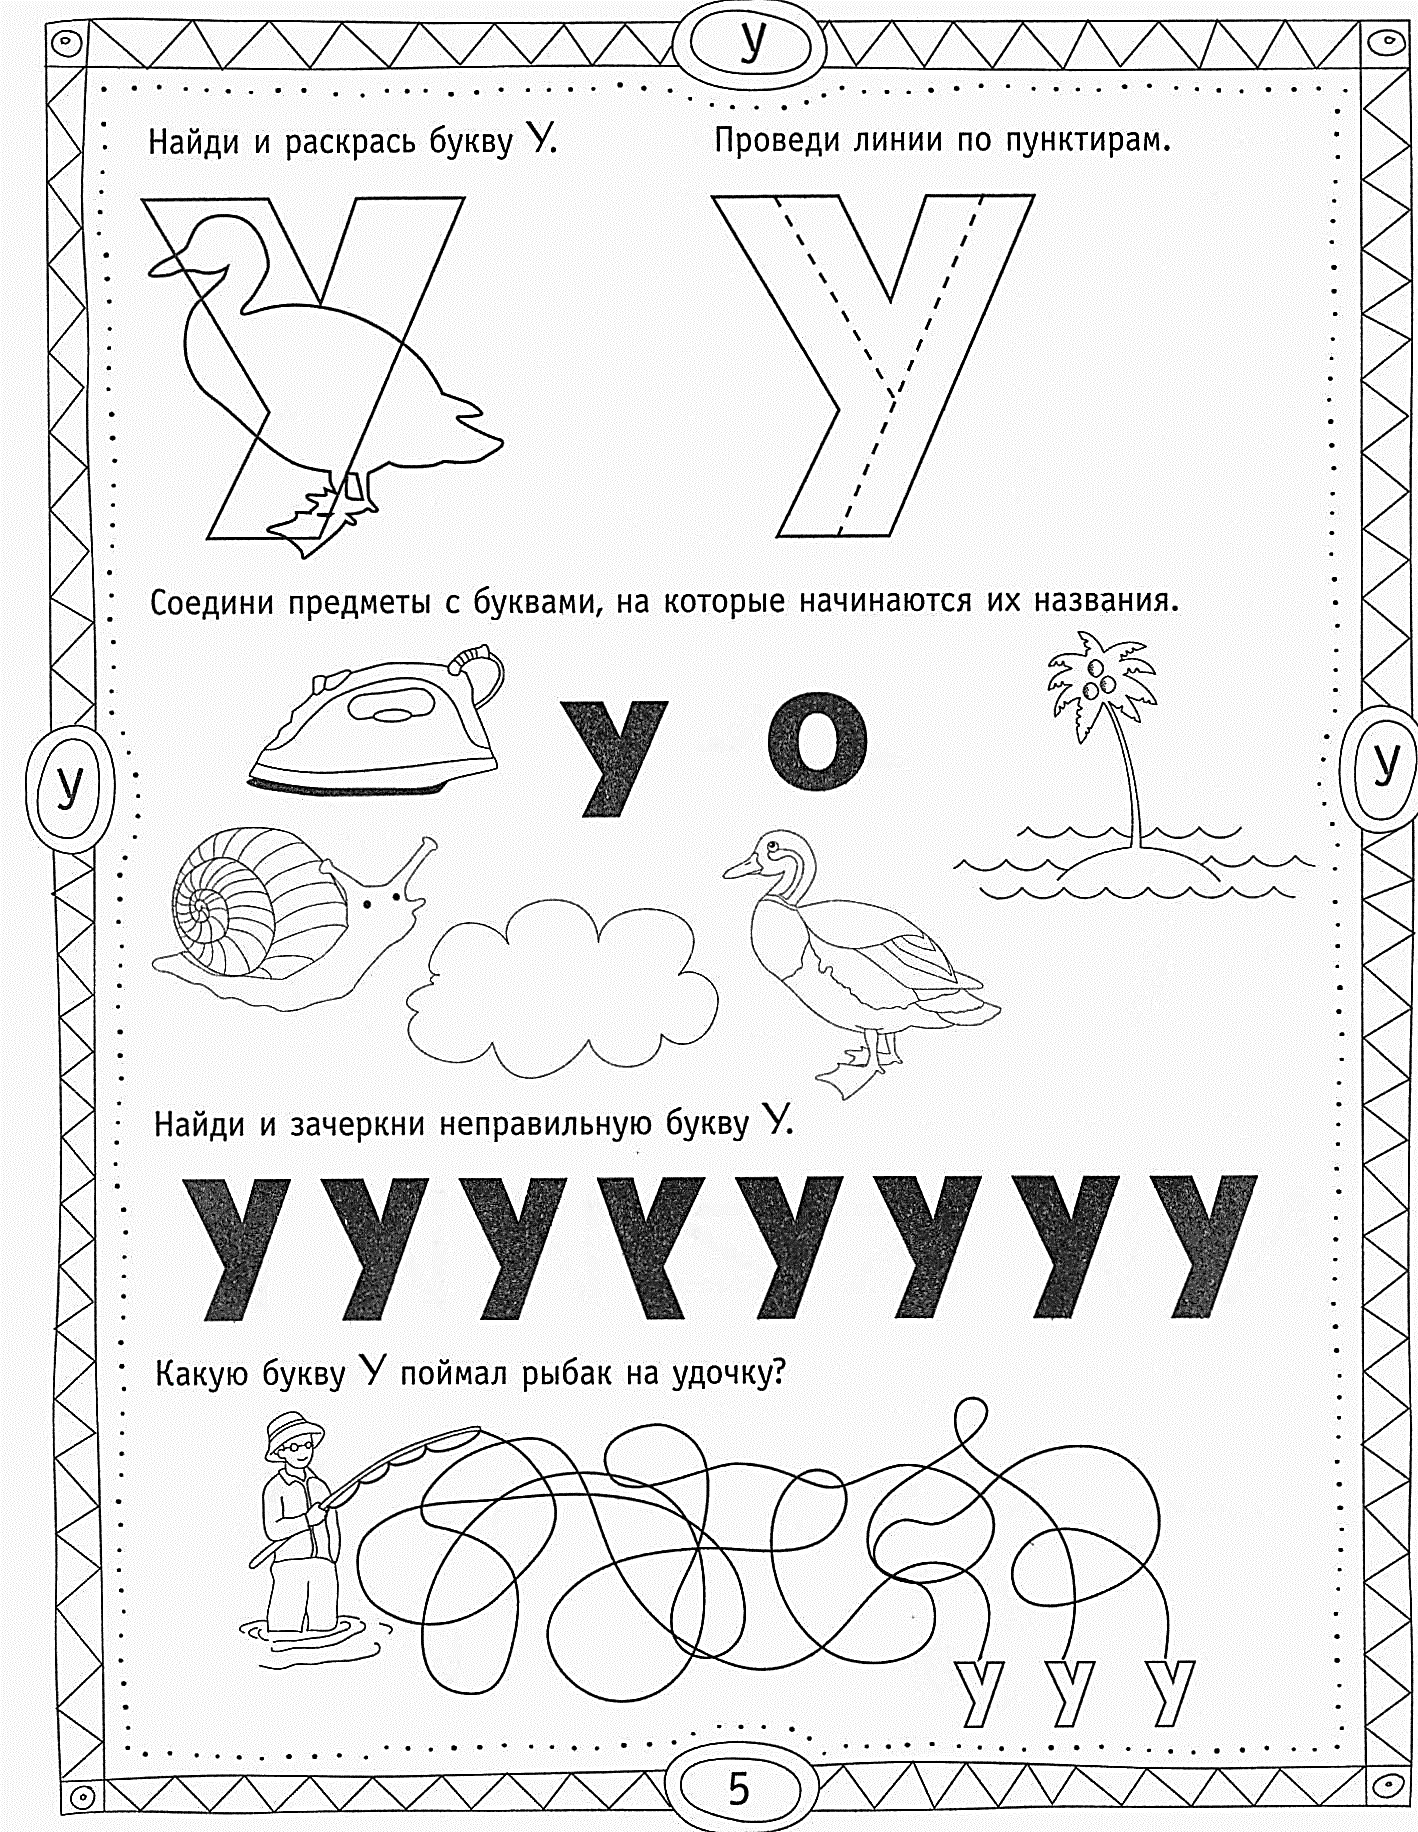 У
Найди и раскрась букву У.
Проведи линии по пунктирам.
У
У
Соедини предметы с буквами, на которые начинаются их названия.
У О
У
У
Найди и зачеркни неправильную букву У.
У У У У У У У
Какую букву У поймал рыбак на удочку?
У У У
5